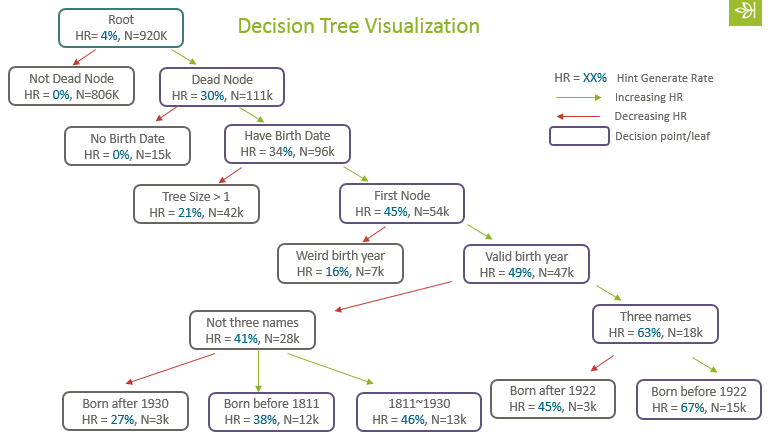 Decision Tree Visualization
Root
HR= 4%, N=920K
Not Dead Node
HR = 0%, N=806K
Dead Node
HR = 30%, N=111k
HR = XX% Hint Generate Rate
Increasing HR
Decreasing HR
Decision point/leaf
No Birth Date
HR = 0%, N=15k
Have Birth Date
HR = 34%, N=96k
Tree Size > 1
HR = 21%, N=42k
First Node
HR = 45%, N=54k
Weird birth year
HR = 16%, N=7k
Valid birth year
HR = 49%, N=47k
Not three names
HR = 41%, N=28k
Three names
HR = 63%, N=18k
Born after 1930
HR = 27%, N=3k
Born before 1811
HR = 38%, N=12k
1811~1930
HR = 46%, N=13k
Born after 1922
HR = 45%, N=3k
Born before 1922
HR = 67%, N=15k